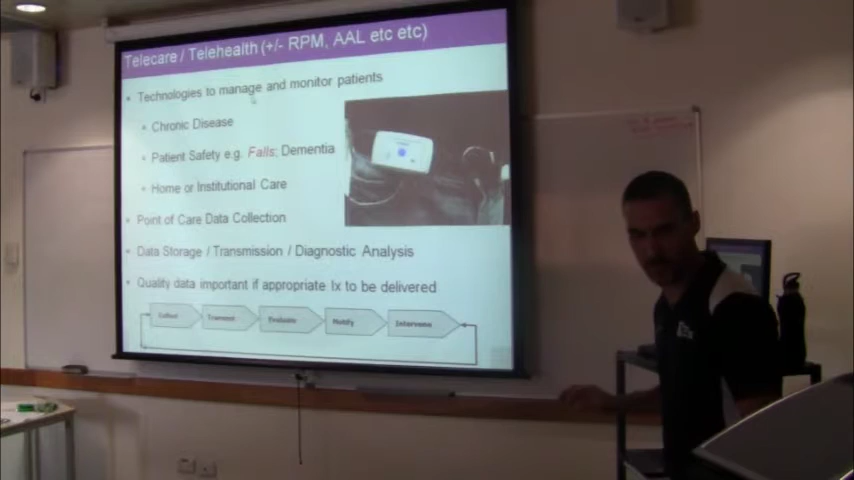 Telecare / Telehealth (+/- RPM, AAL etc etc)
• Technologies to manage and monitor patients
• Chronic Disease
• Patient Safety e.g. Falls; Dementia
• Home or Institutional Care
• Point of Care Data Collection
• Data Storage / Transmission / Diagnostic Analysis
• Quality data important if appropriate Ix to be delivered
Collect
Transmit
Evaluate
Notify
Intervene